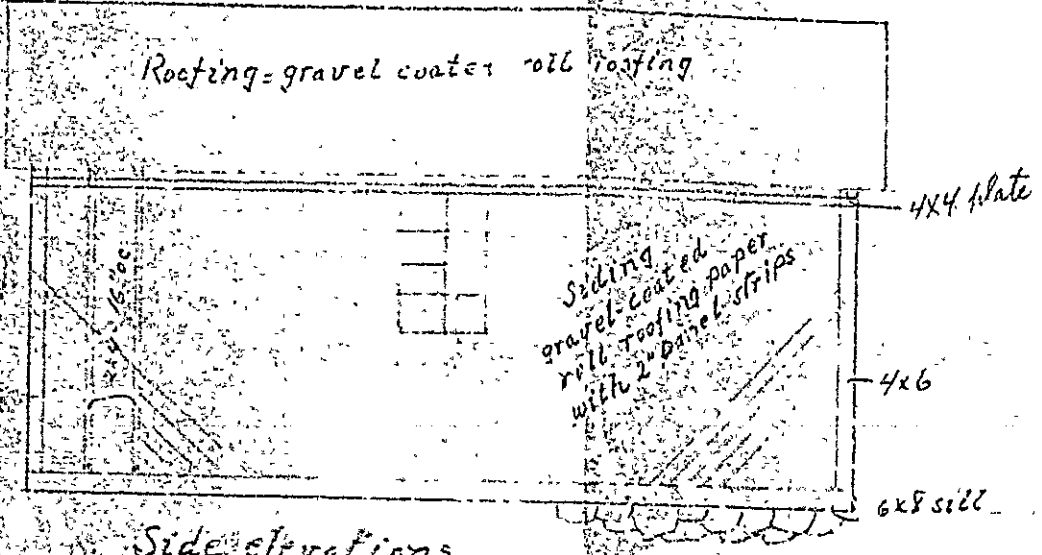 Roofing = gravel coated roll roofing
4X4 plate
2x4 - 16" oc
Siding
gravel-coated
roll roofing paper
with 2" panel strips
4x6
6x8 sill
Side elevations